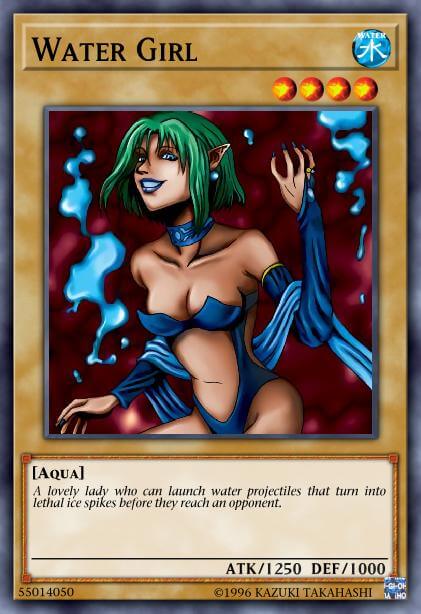 WATER GIRL
WATER
水
[AQUA]
A lovely lady who can launch water projectiles that turn into
lethal ice spikes before they reach an opponent.
ATK/1250 DEF/1000
55014050
©1996 KAZUKI TAKAHASHI